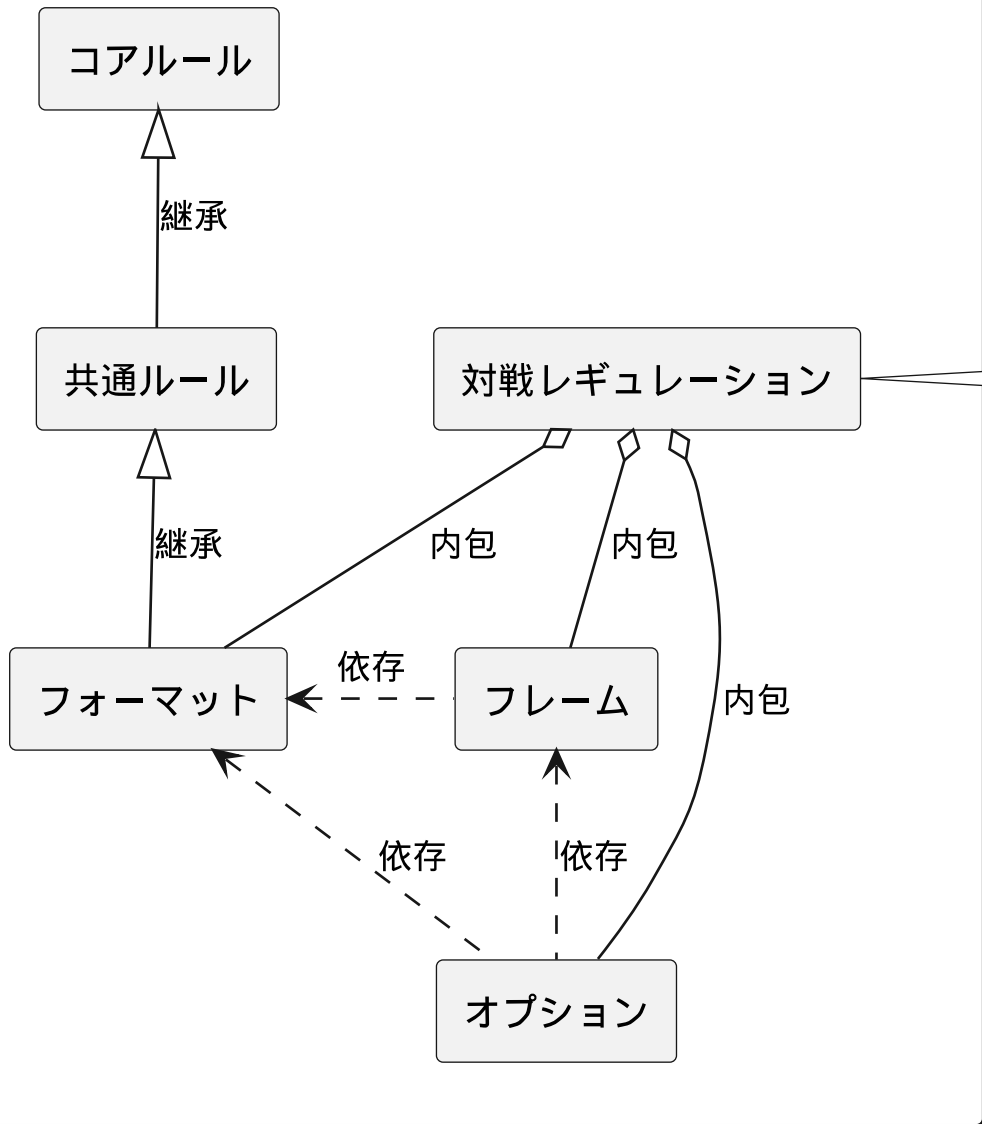 コアルール
継承
共通ルール
対戦レギュレーション
継承
内包
内包
フォーマット
依存
フレーム
内包
依存
依存
オプション